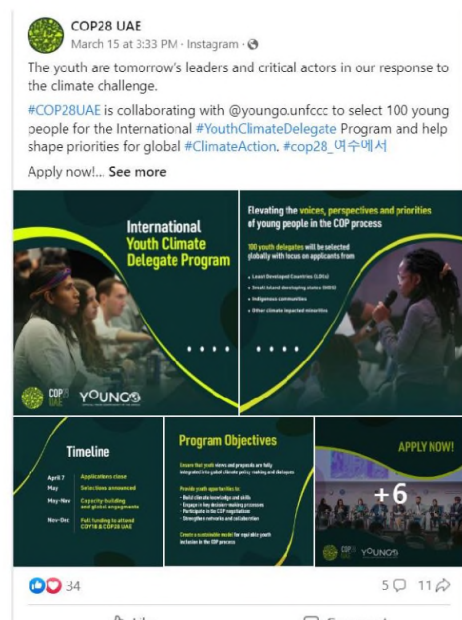 COP28 UAE
March 15 at 3:33 PM · Instagram ·
The youth are tomorrow's leaders and critical actors in our response to
the climate challenge.
#COP28UAE is collaborating with @youngo.unfccc to select 100 young
people for the International #YouthClimateDelegate Program and help
shape priorities for global #ClimateAction. #cop28_여수에서
Apply now!... See more
International
Youth Climate
Delegate Program
COP28
UAE
YOUNGO
Elevating the voices, perspectives and priorities
of young people in the COP process
100 youth delegates will be selected
globally with focus on applicants from
• Least Developed Countries (LDCs)
• Small island developing states (SIDS)
• Indigenous communities
• Other climate impacted minorities
Timeline
April 7 Applications close
May Selections announced
May-Nov Capacity-building
and global engagements
Nov-Dec Full funding to attend
COP28 UAE
Program Objectives
Ensure that youth views and proposals are fully
integrated into global climate policy making and dialogues
Provide youth opportunities to
• Build climate knowledge and skills
• Engage in key decision-making processes
• Participate in the COP negotiations
• Strengthen networks and collaboration
Create a sustainable model for equitable youth
inclusion in the COP process
APPLY NOW!
+6
YOUNGO
34
5
11